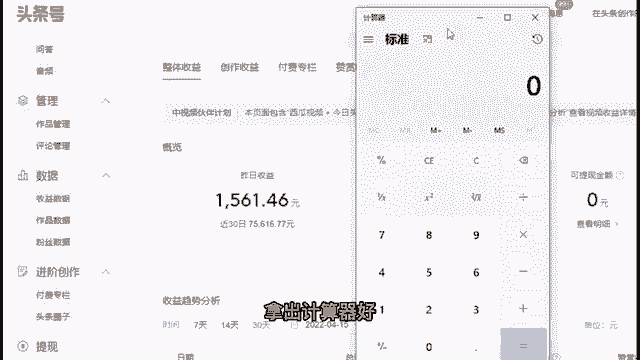 头条号
问答
音频
管理
作品管理
评论管理
数据
收益数据
作品数据
粉丝数据
进阶创作
付费专栏
头条圈子
提现
消息
在头条创作的
整体收益 创作收益 付费专栏 赞赏
中视频伙伴计划 本页面包含"西瓜视频 + 今日头
分析"查看视频收益详情
概览
昨日收益
1,561.46 元
近30日 75,616.77元
可提现金额
0 元
查看明细
收益趋势分析
时间 7天 14天 30天 2022-04-15
单位：元
日期
计算器
标准
0
MC MR M+ M- MS M
% CE C
¹/x x² ²√x ÷
7 8 9 ×
4 5 6 −
1 2 3 +
+/- 0 . =
拿出计算器好